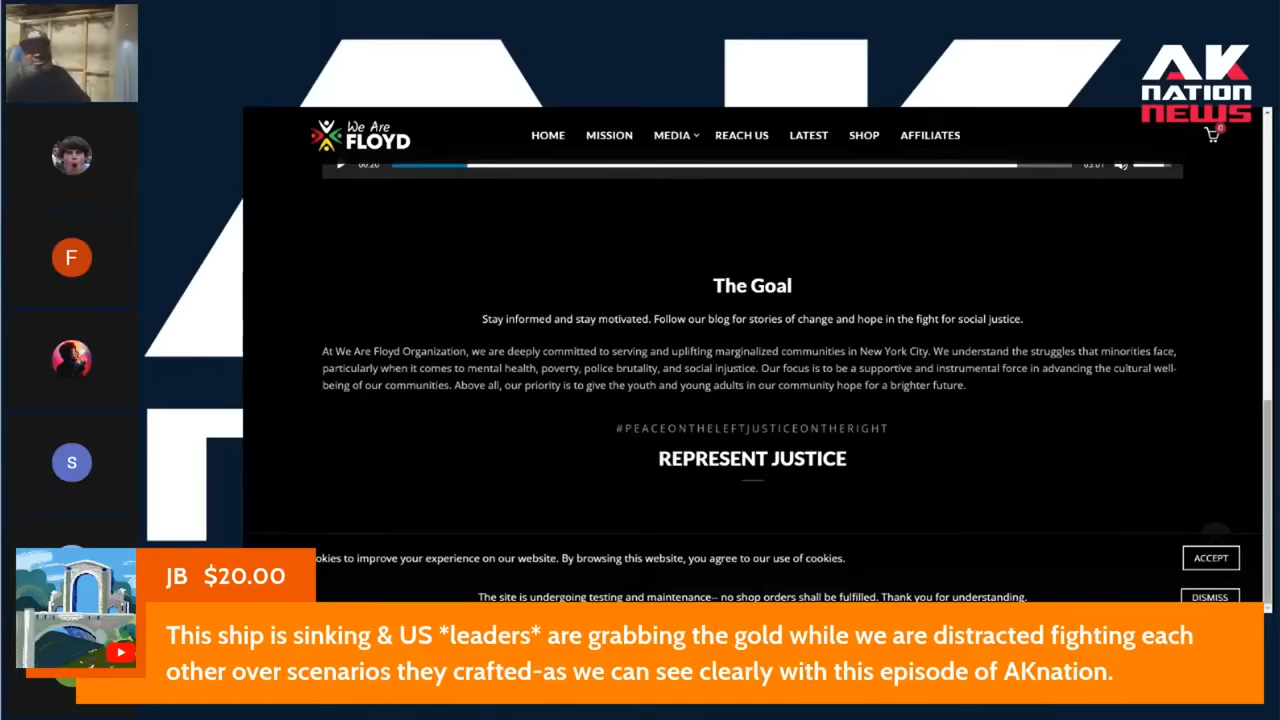 AK
NATION
NEWS
We Are
FLOYD
HOME MISSION MEDIA REACH US LATEST SHOP AFFILIATES
0
00:20 03:01
The Goal
Stay informed and stay motivated. Follow our blog for stories of change and hope in the fight for social justice.
At We Are Floyd Organization, we are deeply committed to serving and uplifting marginalized communities in New York City. We understand the struggles that minorities face,
particularly when it comes to mental health, poverty, police brutality, and social injustice. Our focus is to be a supportive and instrumental force in advancing the cultural well-
being of our communities. Above all, our priority is to give the youth and young adults in our community hope for a brighter future.
#PEACEONTHELEFTJUSTICEONTHERIGHT
REPRESENT JUSTICE
okies to improve your experience on our website. By browsing this website, you agree to our use of cookies.
ACCEPT
The site is undergoing testing and maintenance-- no shop orders shall be fulfilled. Thank you for understanding.
DISMISS
F
S
JB $20.00
This ship is sinking & US *leaders* are grabbing the gold while we are distracted fighting each
other over scenarios they crafted-as we can see clearly with this episode of AKnation.